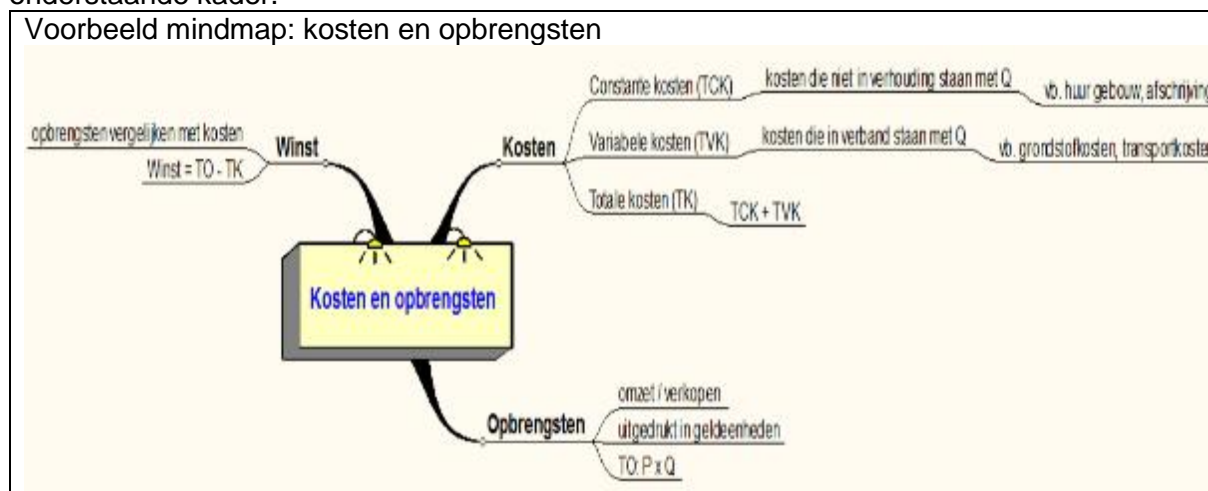 Voorbeeld mindmap: kosten en opbrengsten
Constante kosten (TCK)
kosten die niet in verhouding staan met Q
vb. huur gebouw, afschrijving
opbrengsten vergelijken met kosten
Winst = TO - TK
Winst
Kosten
Variabele kosten (TVK)
kosten die in verband staan met Q
vb. grondstofkosten, transportkosten
Totale kosten (TK)
TCK + TVK
Kosten en opbrengsten
Opbrengsten
omzet / verkopen
uitgedrukt in geldeenheden
TO: P x Q